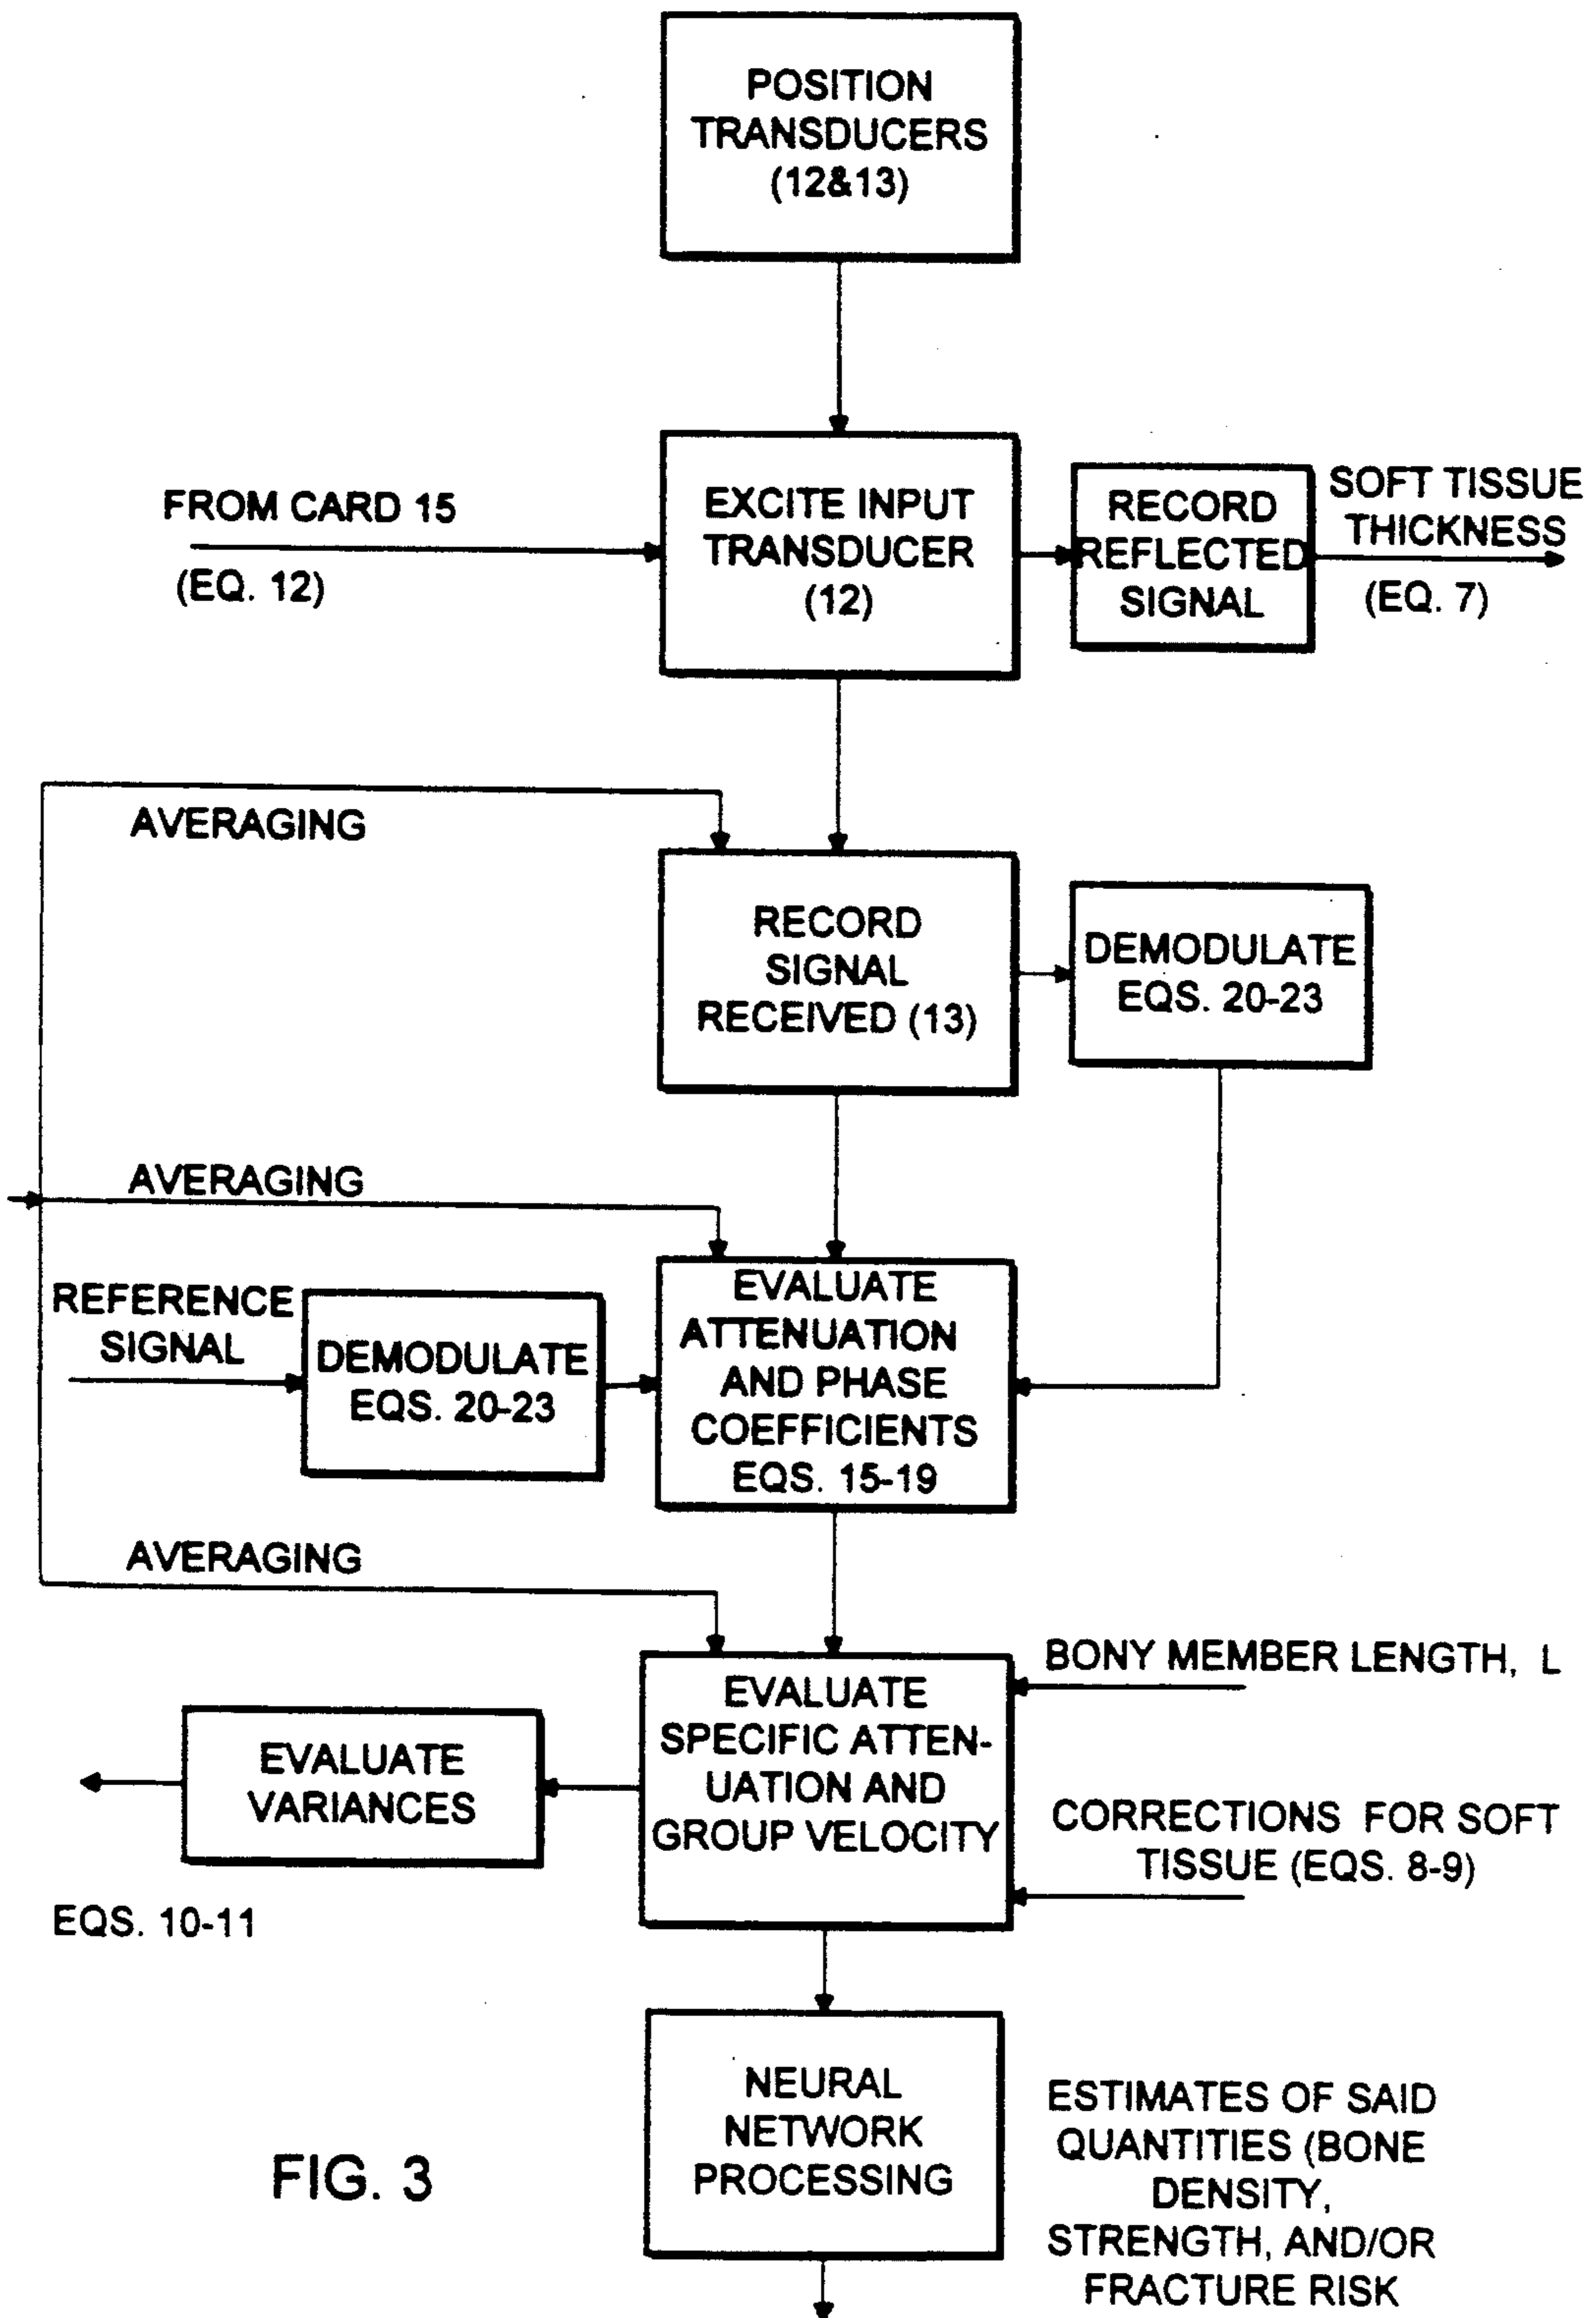 POSITION
TRANSDUCERS
(12&13)
FROM CARD 15
(EQ. 12)
EXCITE INPUT
TRANSDUCER
(12)
RECORD
REFLECTED
SIGNAL
SOFT TISSUE
THICKNESS
(EQ. 7)
AVERAGING
RECORD
SIGNAL
RECEIVED (13)
DEMODULATE
EQS. 20-23
AVERAGING
REFERENCE
SIGNAL
DEMODULATE
EQS. 20-23
EVALUATE
ATTENUATION
AND PHASE
COEFFICIENTS
EQS. 15-19
AVERAGING
EVALUATE
SPECIFIC ATTEN-
UATION AND
GROUP VELOCITY
BONY MEMBER LENGTH, L
CORRECTIONS FOR SOFT
TISSUE (EQS. 8-9)
EVALUATE
VARIANCES
EQS. 10-11
NEURAL
NETWORK
PROCESSING
ESTIMATES OF SAID
QUANTITIES (BONE
DENSITY,
STRENGTH, AND/OR
FRACTURE RISK
FIG. 3